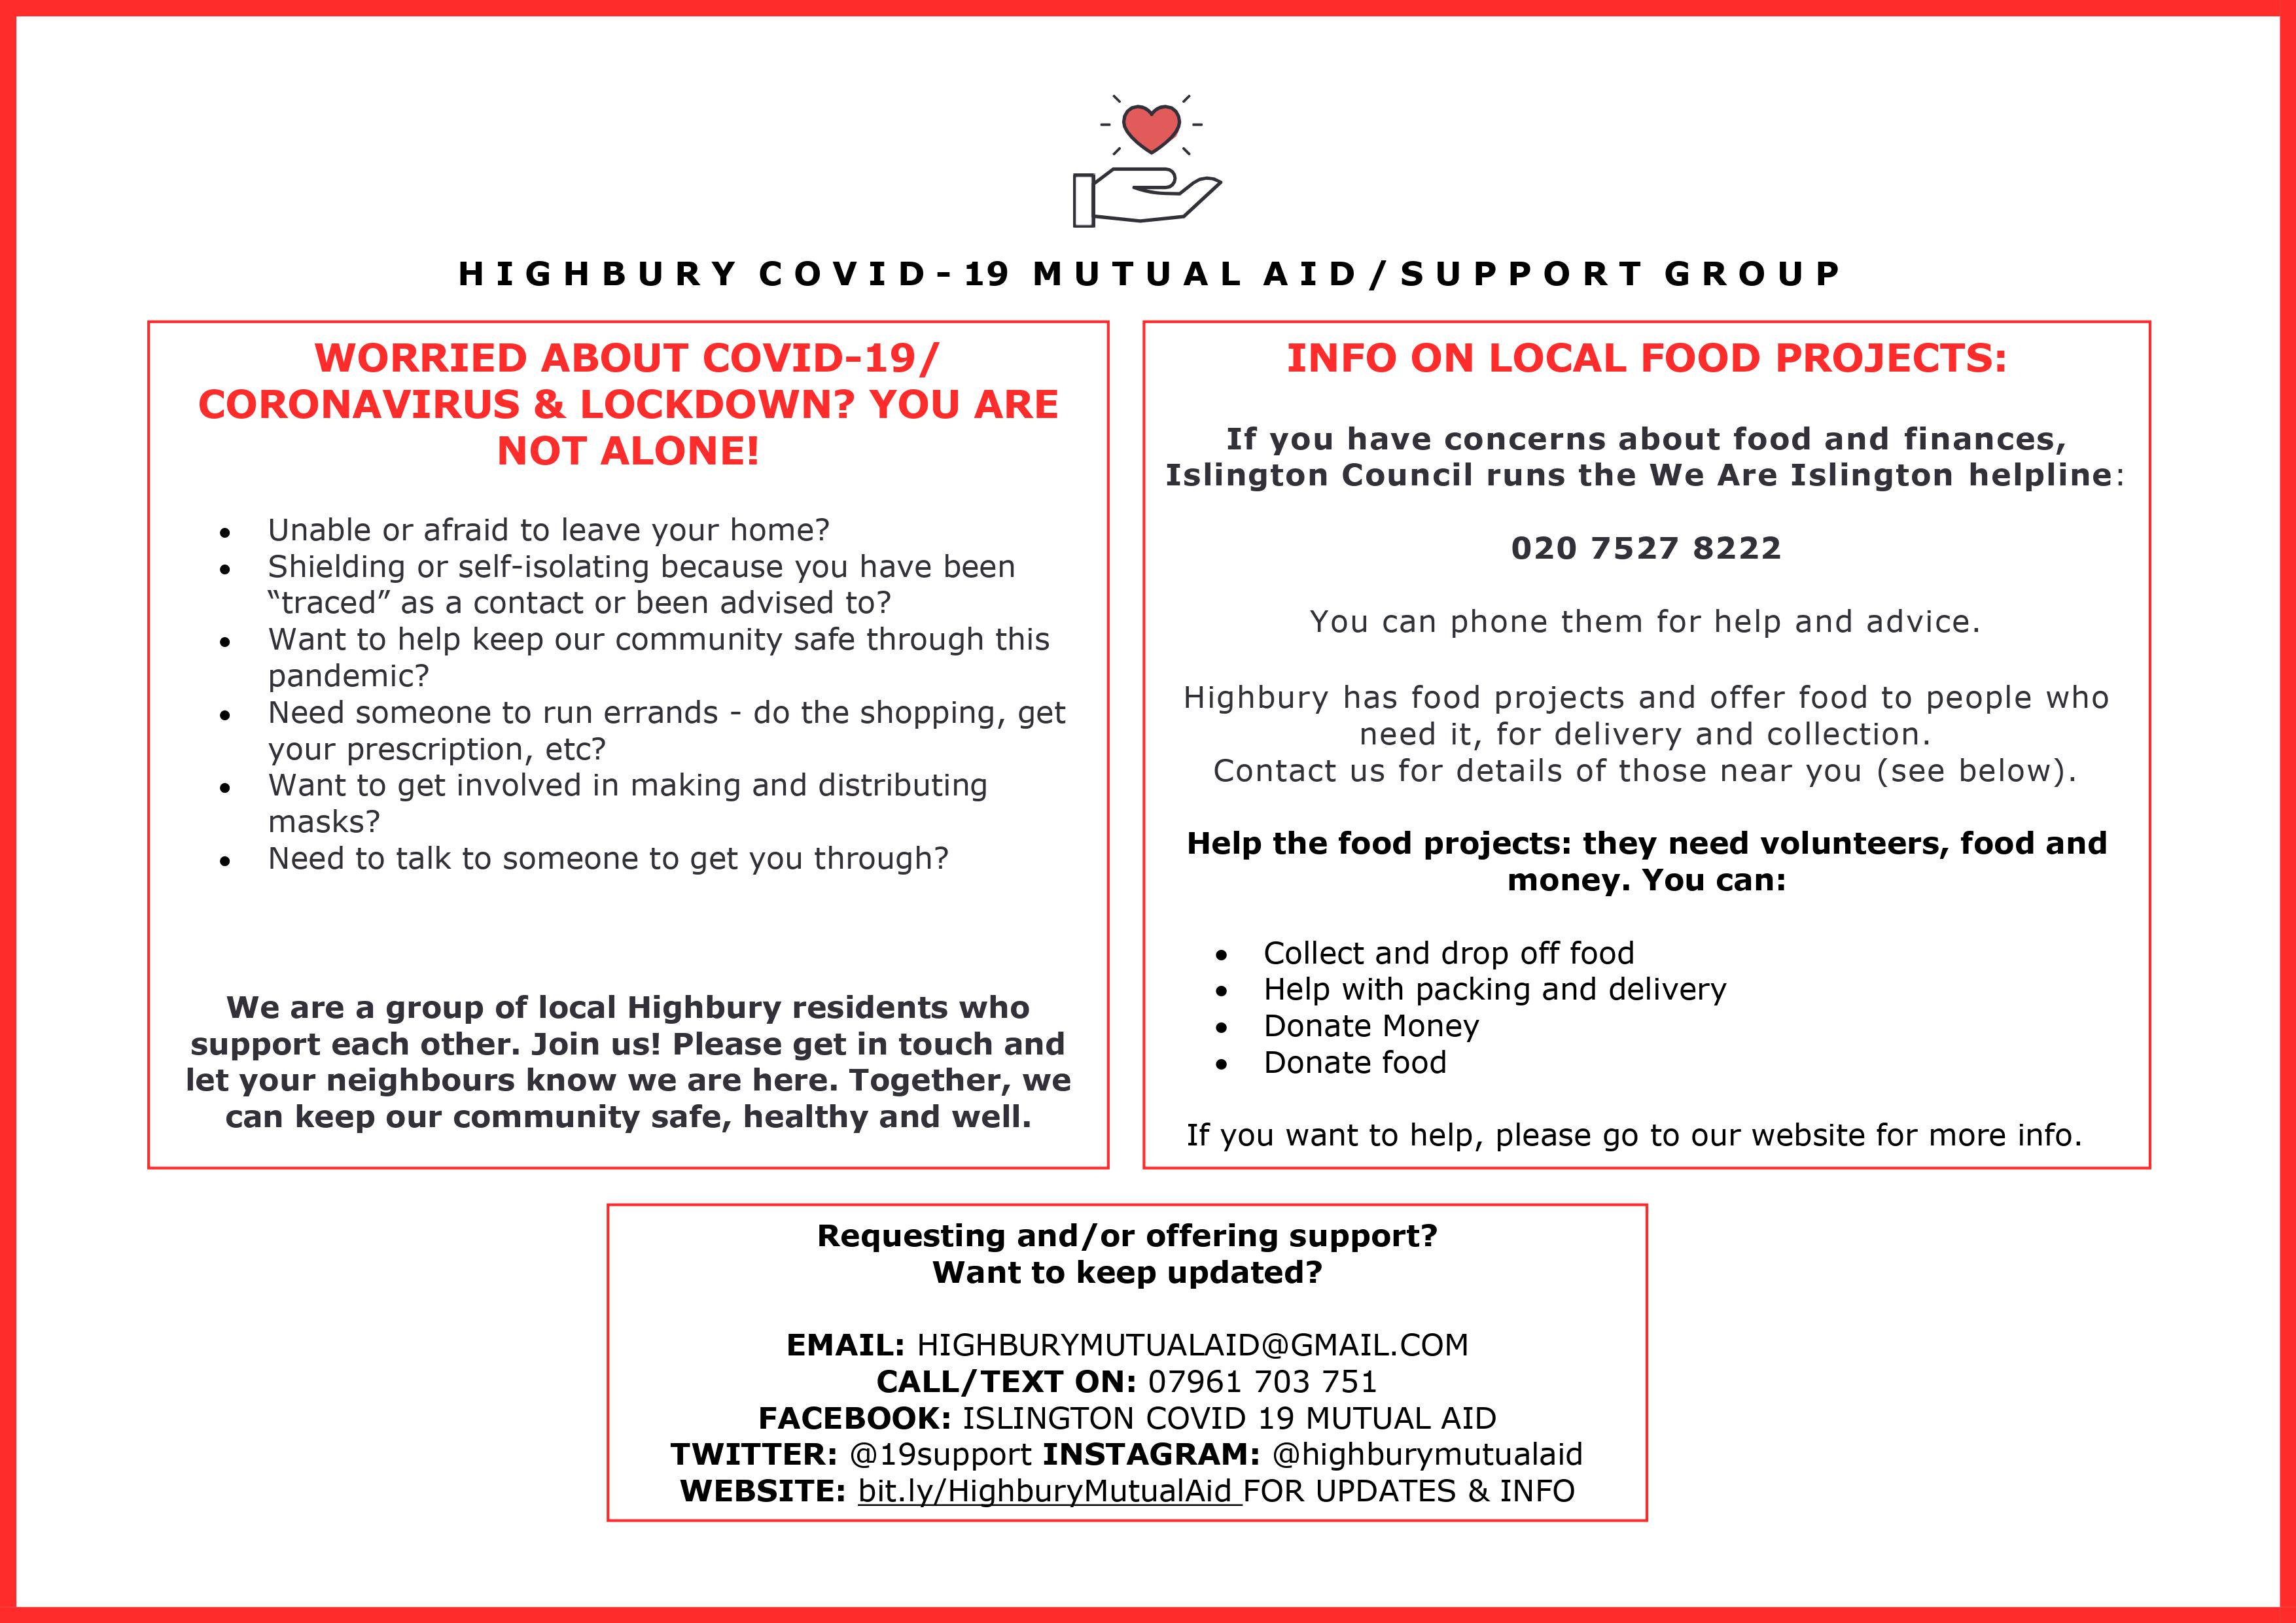 HIGHBURY COVID-19 MUTUAL AID/SUPPORT GROUP
WORRIED ABOUT COVID-19/
CORONAVIRUS & LOCKDOWN? YOU ARE
NOT ALONE!
• Unable or afraid to leave your home?
• Shielding or self-isolating because you have been
“traced” as a contact or been advised to?
• Want to help keep our community safe through this
pandemic?
• Need someone to run errands - do the shopping, get
your prescription, etc?
• Want to get involved in making and distributing
masks?
• Need to talk to someone to get you through?
We are a group of local Highbury residents who
support each other. Join us! Please get in touch and
let your neighbours know we are here. Together, we
can keep our community safe, healthy and well.
INFO ON LOCAL FOOD PROJECTS:
If you have concerns about food and finances,
Islington Council runs the We Are Islington helpline:
020 7527 8222
You can phone them for help and advice.
Highbury has food projects and offer food to people who
need it, for delivery and collection.
Contact us for details of those near you (see below).
Help the food projects: they need volunteers, food and
money. You can:
• Collect and drop off food
• Help with packing and delivery
• Donate Money
• Donate food
If you want to help, please go to our website for more info.
Requesting and/or offering support?
Want to keep updated?
EMAIL: HIGHBURYMUTUALAID@GMAIL.COM
CALL/TEXT ON: 07961 703 751
FACEBOOK: ISLINGTON COVID 19 MUTUAL AID
TWITTER: @19support INSTAGRAM: @highburymutualaid
WEBSITE: bit.ly/HighburyMutualAid FOR UPDATES & INFO